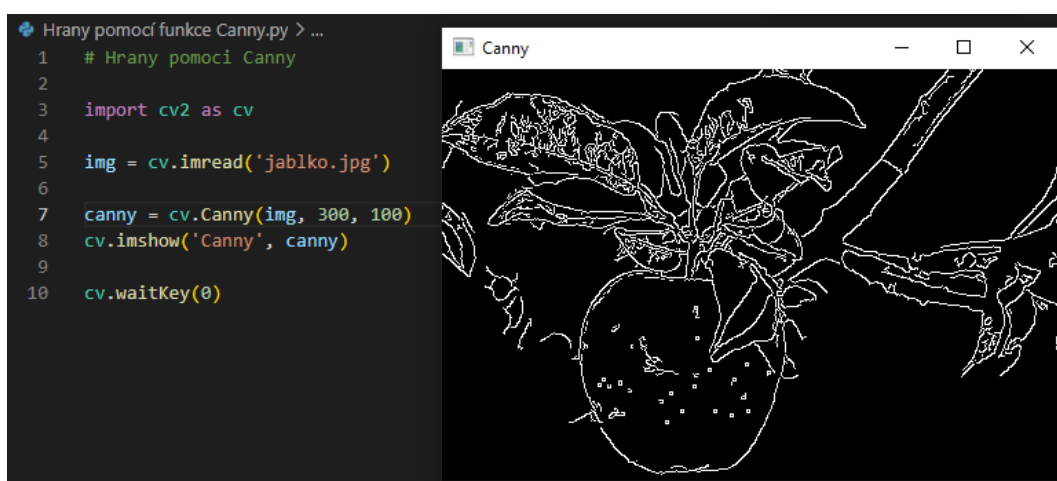 Hrany pomocí funkce Canny.py > ...
1 # Hrany pomoci Canny
2
3 import cv2 as cv
4
5 img = cv.imread('jablko.jpg')
6
7 canny = cv.Canny(img, 300, 100)
8 cv.imshow('Canny', canny)
9
10 cv.waitKey(0)
Canny